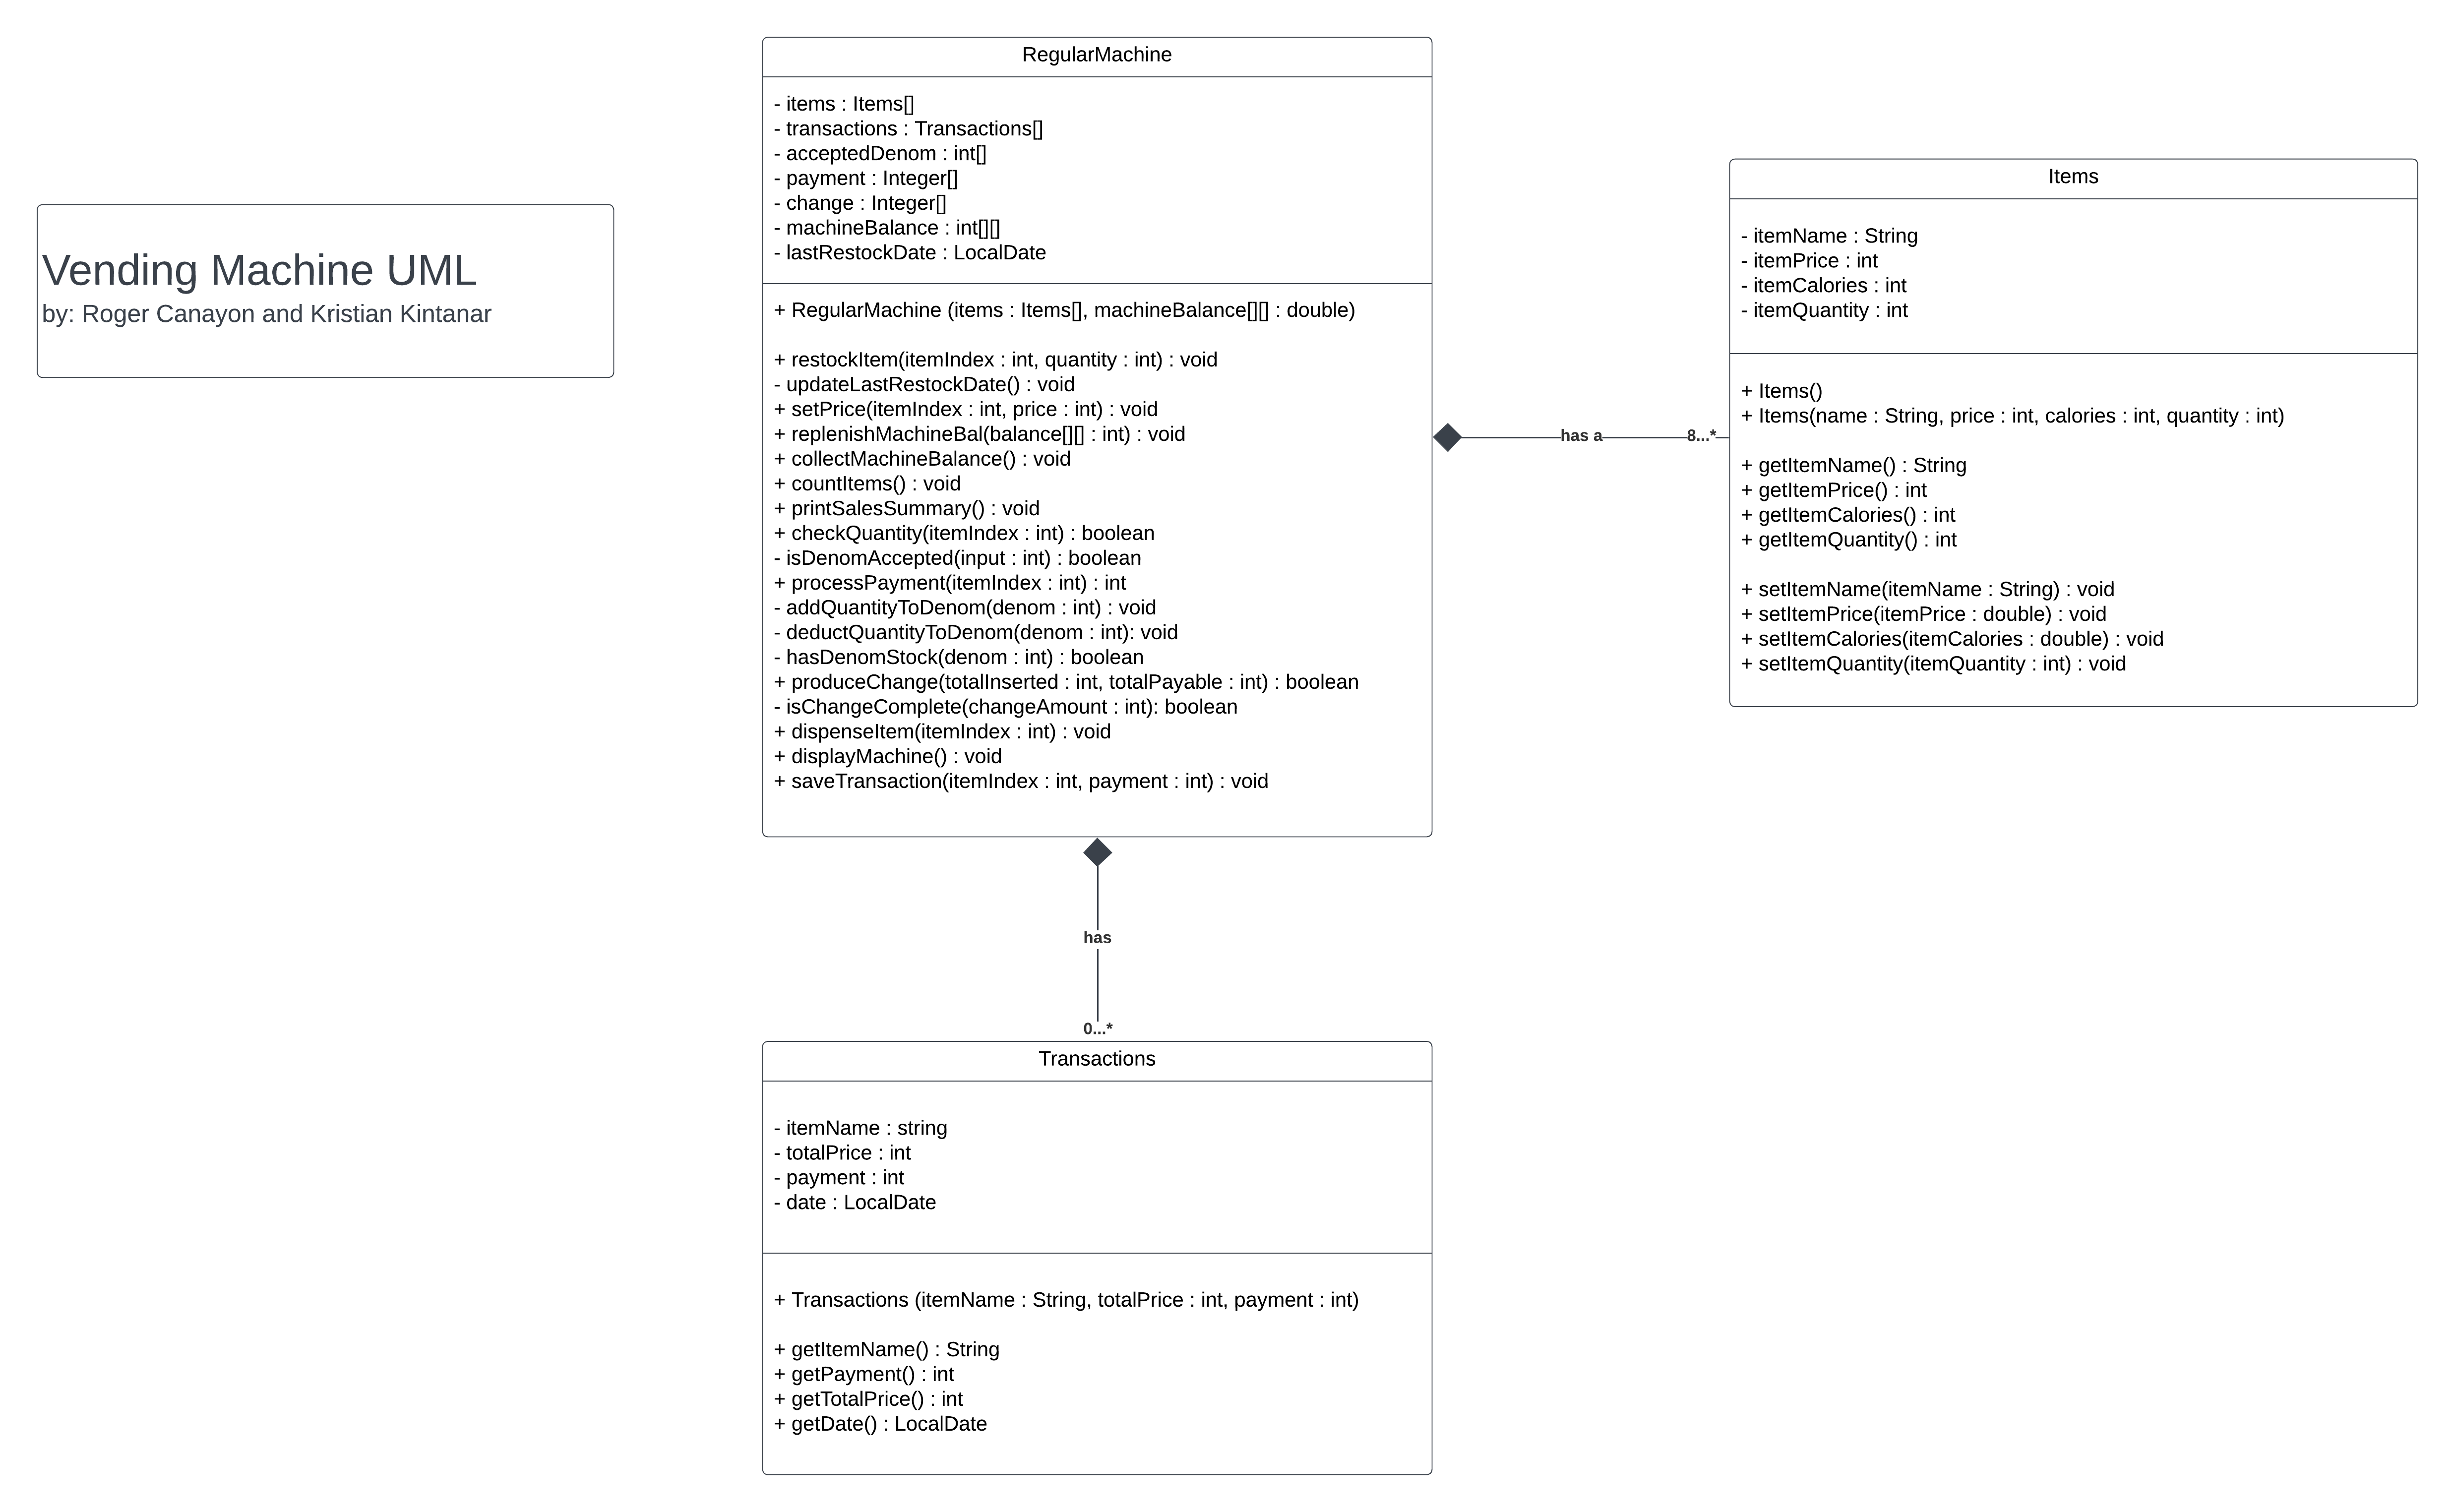 Vending Machine UML
by: Roger Canayon and Kristian Kintanar
RegularMachine
- items : Items[]
- transactions : Transactions[]
- acceptedDenom : int[]
- payment : Integer[]
- change : Integer[]
- machineBalance : int[][]
- lastRestockDate : LocalDate
+ RegularMachine (items : Items[], machineBalance[][] : double)
+ restockItem(itemIndex : int, quantity : int) : void
- updateLastRestockDate() : void
+ setPrice(itemIndex : int, price : int) : void
+ replenishMachineBal(balance[][] : int) : void
+ collectMachineBalance() : void
+ countItems() : void
+ printSalesSummary() : void
+ checkQuantity(itemIndex : int) : boolean
- isDenomAccepted(input : int) : boolean
+ processPayment(itemIndex : int) : int
- addQuantityToDenom(denom : int) : void
- deductQuantityToDenom(denom : int): void
- hasDenomStock(denom : int) : boolean
+ produceChange(totalInserted : int, totalPayable : int) : boolean
- isChangeComplete(changeAmount : int): boolean
+ dispenseItem(itemIndex : int) : void
+ displayMachine() : void
+ saveTransaction(itemIndex : int, payment : int) : void
has a
8...*
Items
- itemName : String
- itemPrice : int
- itemCalories : int
- itemQuantity : int
+ Items()
+ Items(name : String, price : int, calories : int, quantity : int)
+ getItemName() : String
+ getItemPrice() : int
+ getItemCalories() : int
+ getItemQuantity() : int
+ setItemName(itemName : String) : void
+ setItemPrice(itemPrice : double) : void
+ setItemCalories(itemCalories : double) : void
+ setItemQuantity(itemQuantity : int) : void
has
0...*
Transactions
- itemName : string
- totalPrice : int
- payment : int
- date : LocalDate
+ Transactions (itemName : String, totalPrice : int, payment : int)
+ getItemName() : String
+ getPayment() : int
+ getTotalPrice() : int
+ getDate() : LocalDate